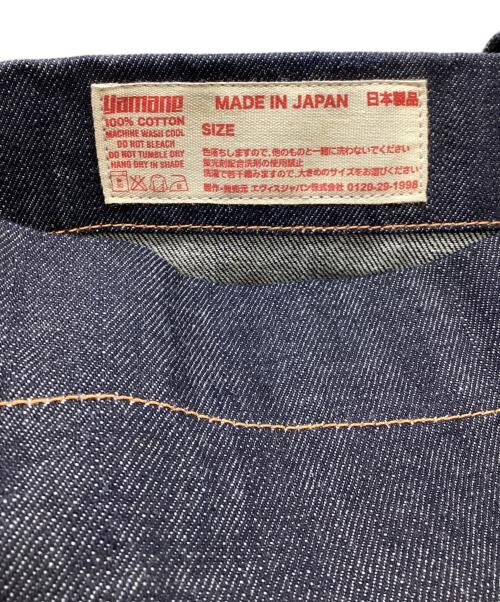 Yamane
100% COTTON
MACHINE WASH COOL
DO NOT BLEACH
DO NOT TUMBLE DRY
HANG DRY IN SHADE
MADE IN JAPAN 日本製品
SIZE
色落ちしますので、他のものと一緒に洗わないでください
蛍光剤配合洗剤の使用禁止
洗濯で若干縮みますので、大きめのサイズをお選びください
製作・発売元 エヴィスジャパン株式会社 0120-29-1998